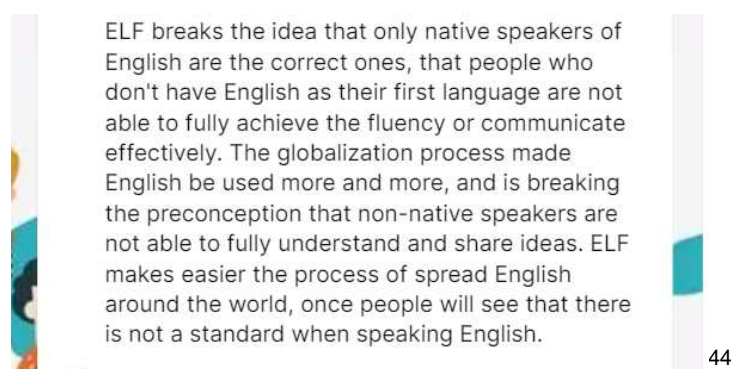 ELF breaks the idea that only native speakers of
English are the correct ones, that people who
don't have English as their first language are not
able to fully achieve the fluency or communicate
effectively. The globalization process made
English be used more and more, and is breaking
the preconception that non-native speakers are
not able to fully understand and share ideas. ELF
makes easier the process of spread English
around the world, once people will see that there
is not a standard when speaking English.
44